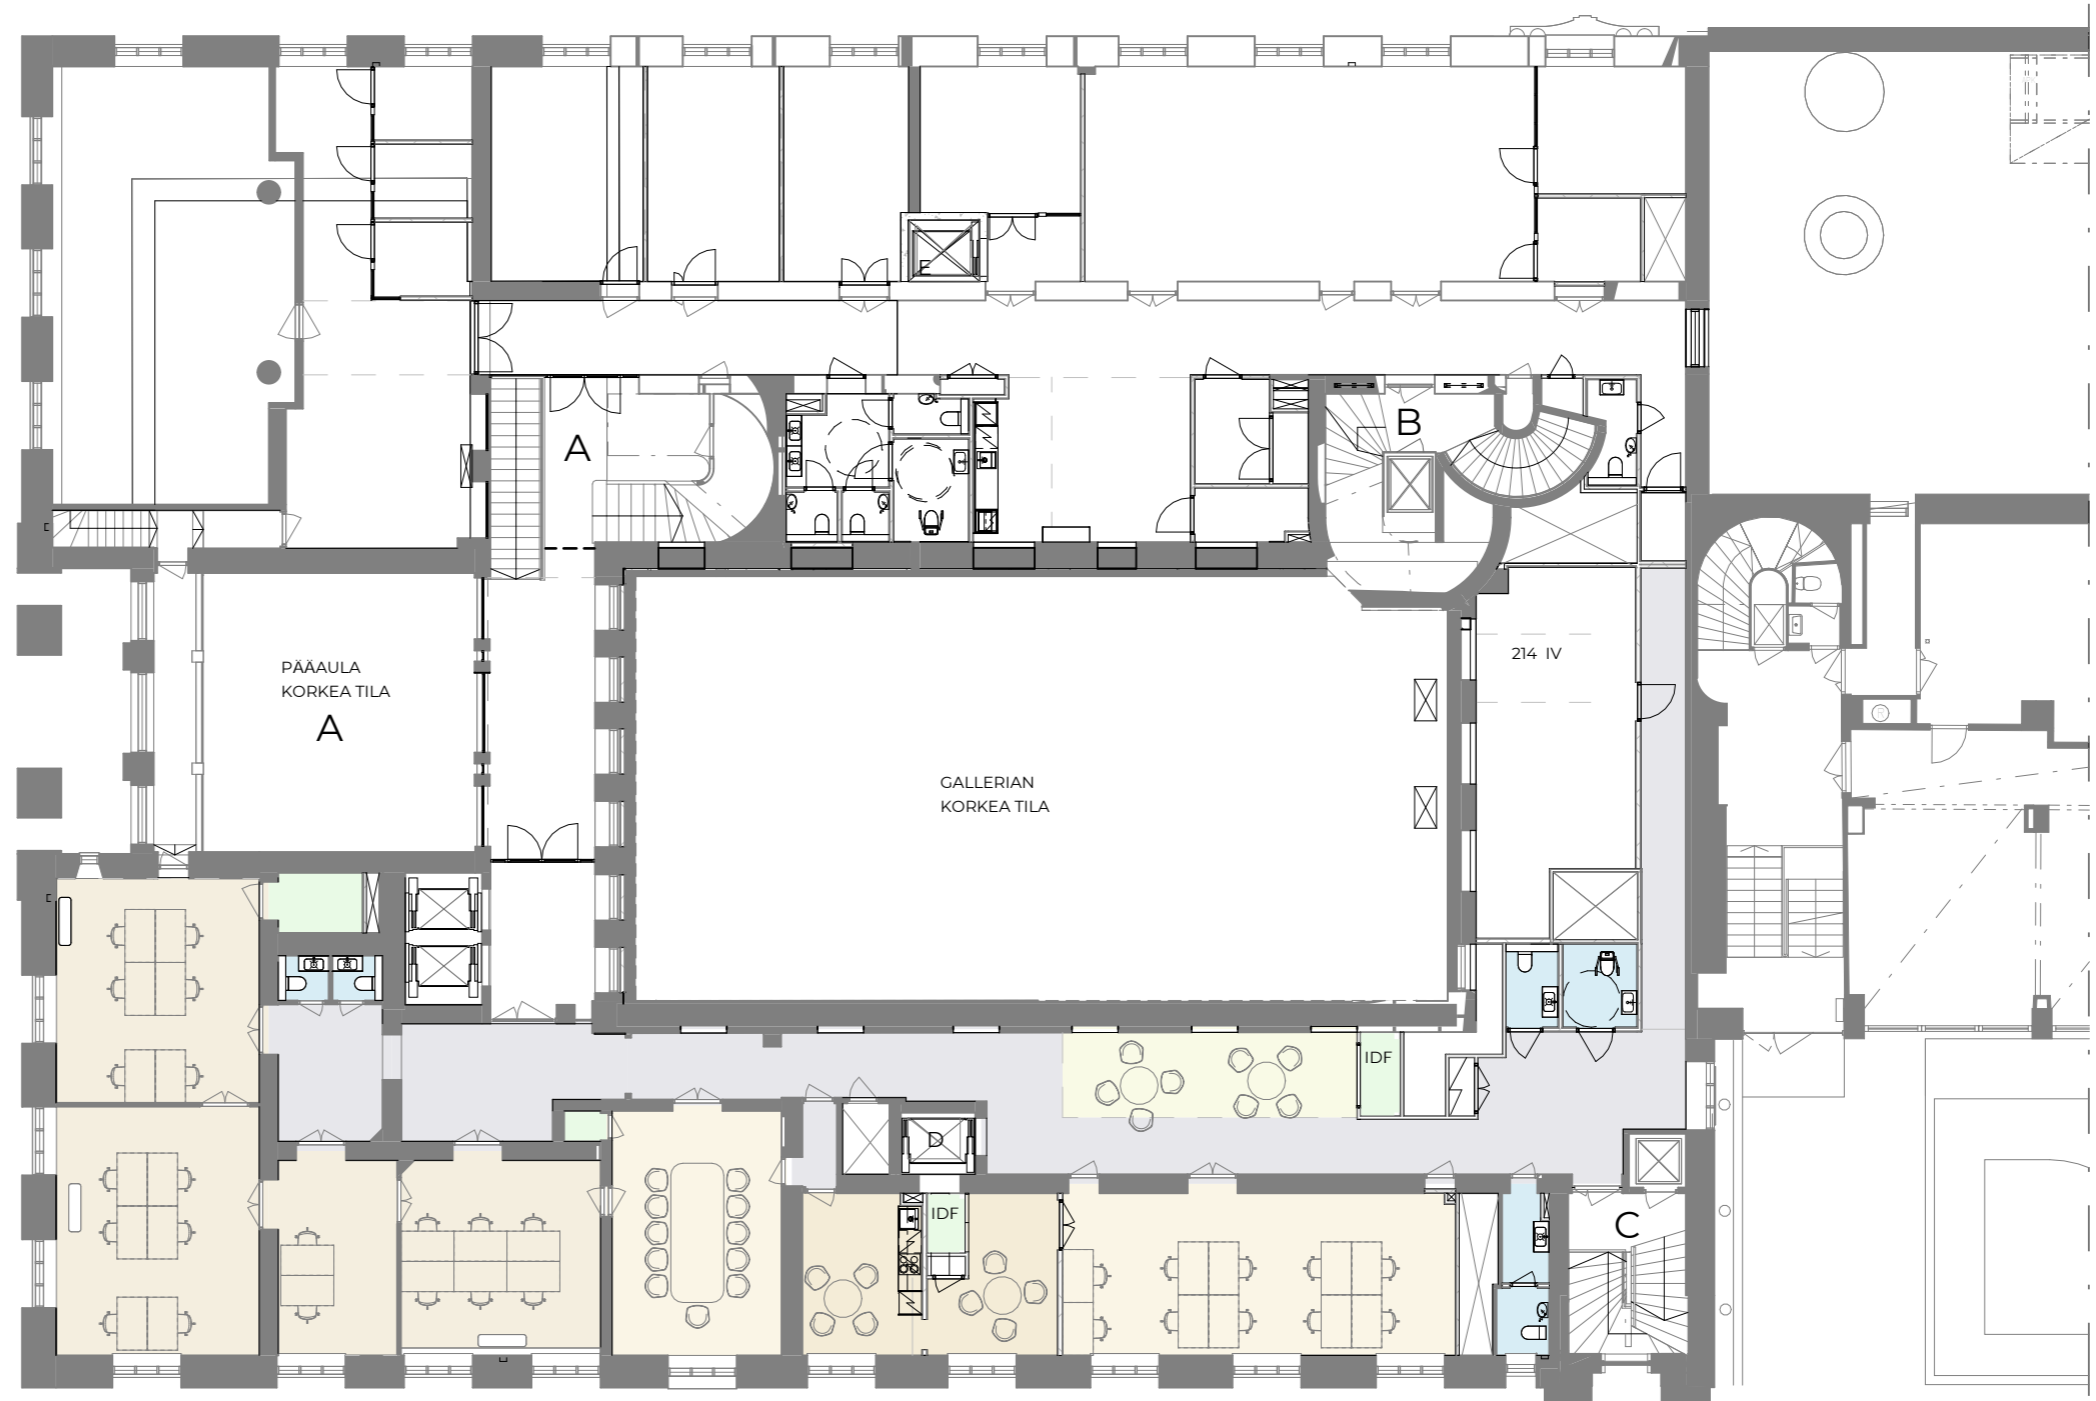 E
A
B
PÄÄAULA
KORKEA TILA
A
214 IV
GALLERIAN
KORKEA TILA
IDF
D
IDF
C